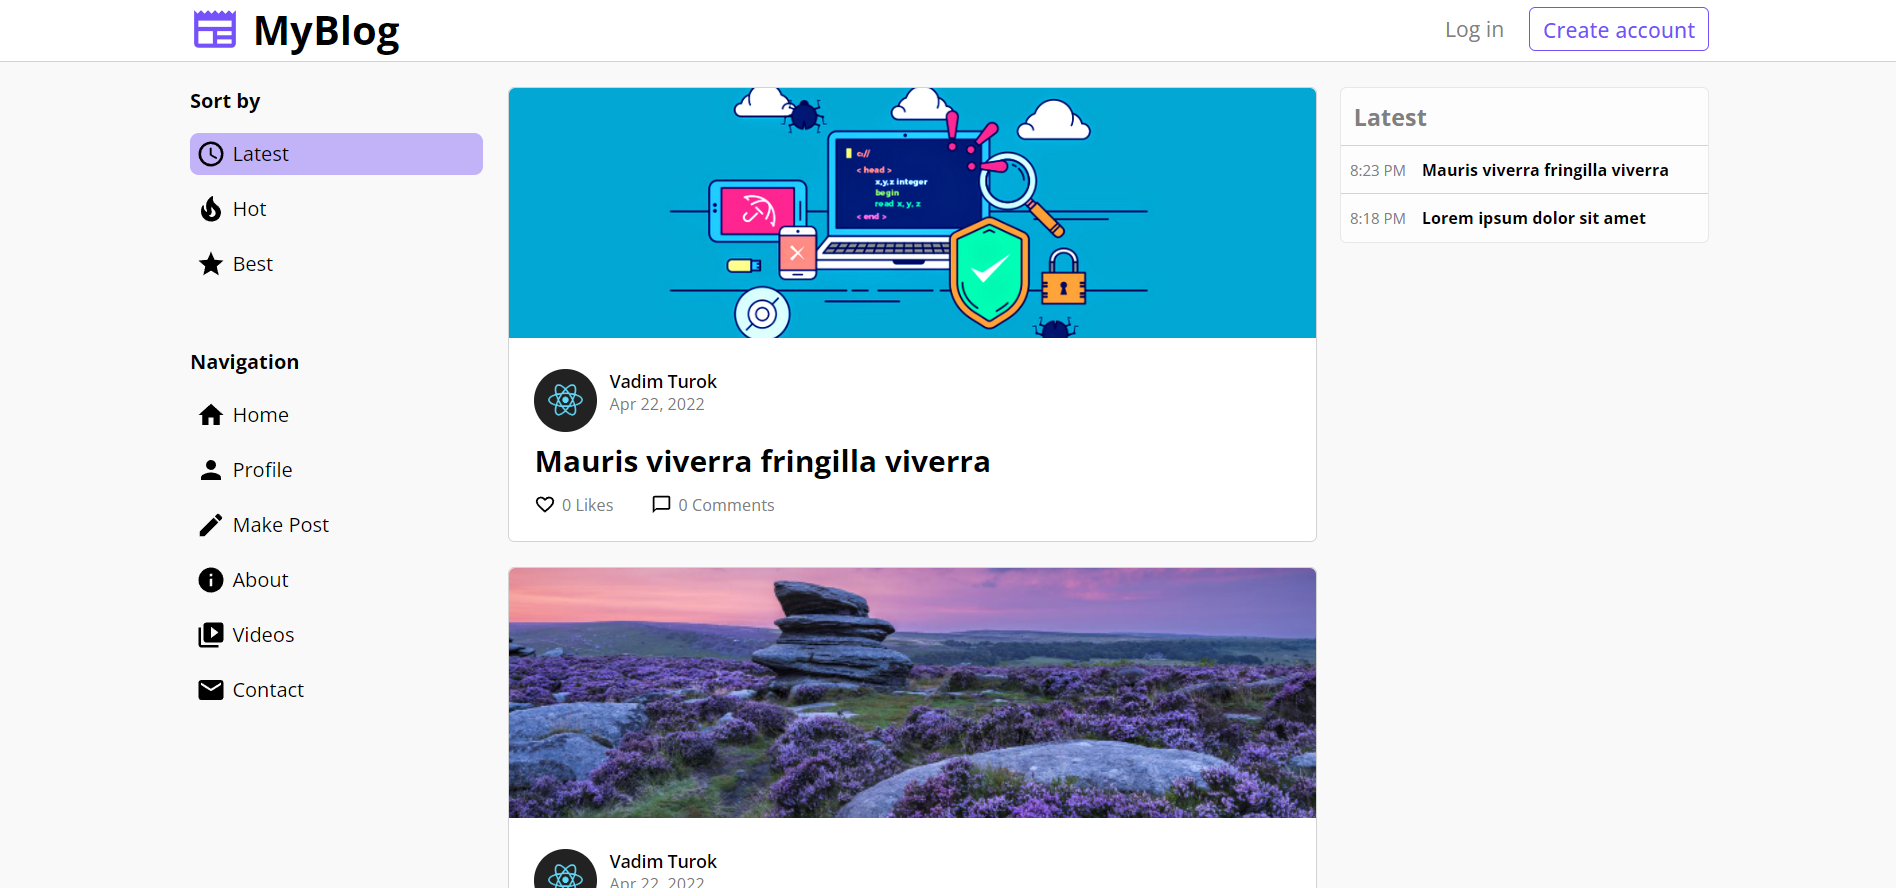 MyBlog
Log in
Create account
Sort by
Latest
Hot
Best
Navigation
Home
Profile
Make Post
About
Videos
Contact
c://
< head >
x,y,z integer
begin
read x, y, z
< end >
Vadim Turok
Apr 22, 2022
Mauris viverra fringilla viverra
0 Likes
0 Comments
Vadim Turok
Apr 22, 2022
Latest
8:23 PM Mauris viverra fringilla viverra
8:18 PM Lorem ipsum dolor sit amet